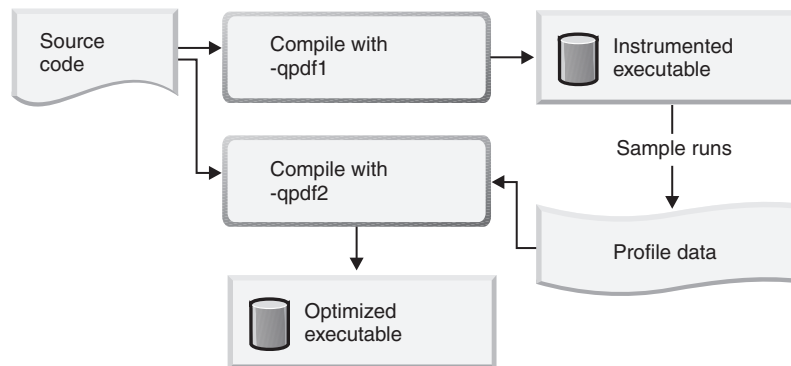 Source
code
Compile with
-qpdf1
Instrumented
executable
Sample runs
Compile with
-qpdf2
Profile data
Optimized
executable